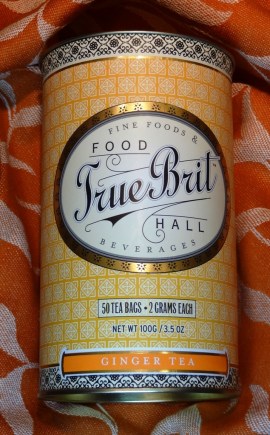 FINE FOODS &
FOOD
True Brit
HALL
BEVERAGES
50 TEA BAGS • 2 GRAMS EACH
NET WT 100G / 3.5 OZ
GINGER TEA